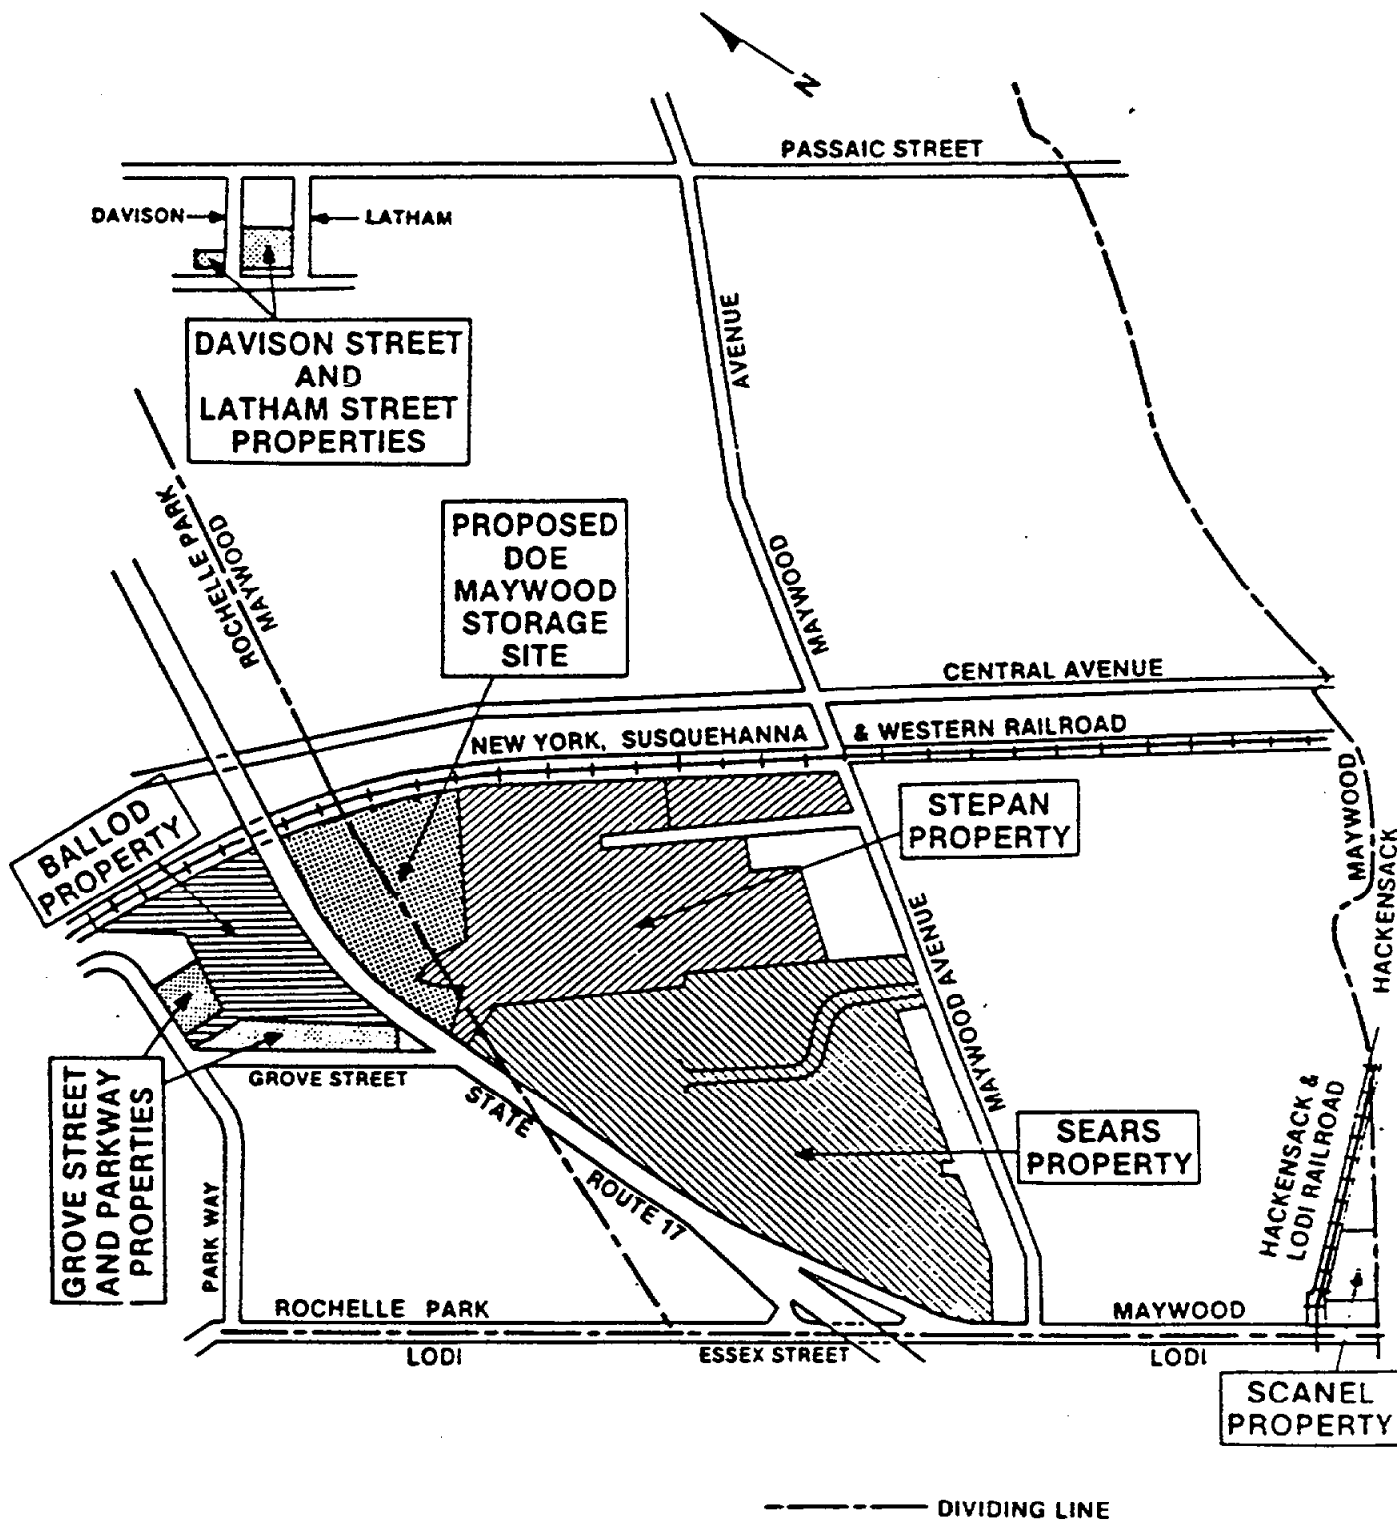 N
PASSAIC STREET
DAVISON
LATHAM
DAVISON STREET
AND
LATHAM STREET
PROPERTIES
AVENUE
MAYWOOD
ROCHELLE PARK
MAYWOOD
PROPOSED
DOE
MAYWOOD
STORAGE
SITE
CENTRAL AVENUE
NEW YORK, SUSQUEHANNA & WESTERN RAILROAD
BALLOD
PROPERTY
STEPAN
PROPERTY
MAYWOOD
HACKENSACK
MAYWOOD AVENUE
GROVE STREET
AND PARKWAY
PROPERTIES
GROVE STREET
STATE
ROUTE 17
SEARS
PROPERTY
HACKENSACK &
LODI RAILROAD
PARK WAY
ROCHELLE PARK
MAYWOOD
LODI
ESSEX STREET
LODI
SCANEL
PROPERTY
DIVIDING LINE